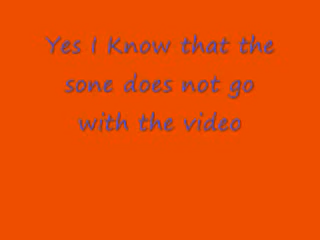 Yes I Know that the
sone does not go
with the video